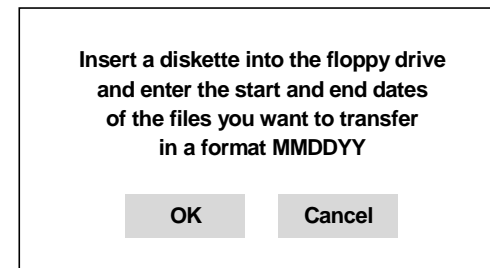 Insert a diskette into the floppy drive
and enter the start and end dates
of the files you want to transfer
in a format MMDDYY
OK Cancel